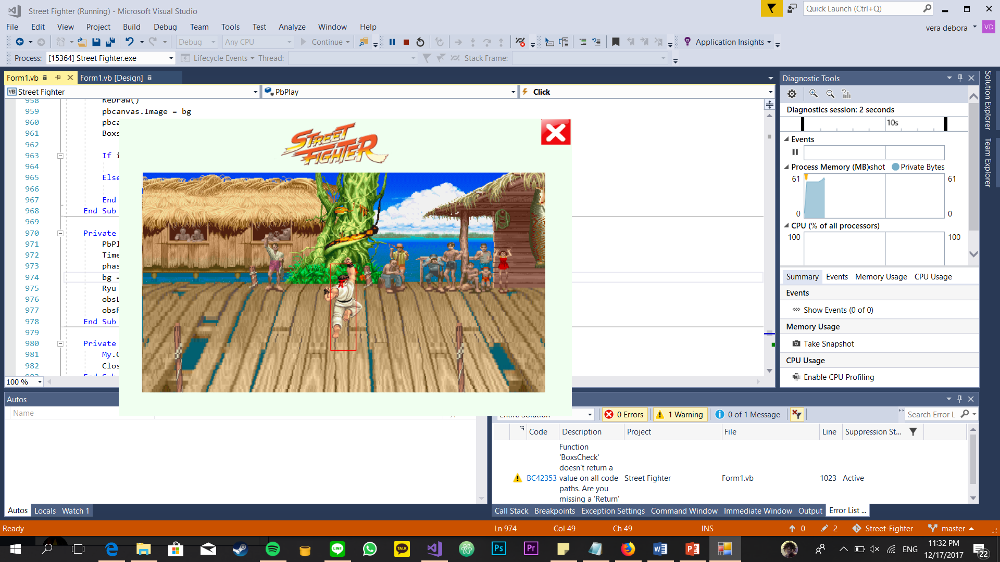 Street Fighter (Running) - Microsoft Visual Studio
Quick Launch (Ctrl+Q)
File Edit View Project Build Debug Team Tools Test Analyze Window Help
vera debora VD
Debug Any CPU Continue Application Insights
Process: [15364] Street Fighter.exe Lifecycle Events Thread: Stack Frame:
Form1.vb Form1.vb [Design]
VB Street Fighter PbPlay Click
958 ReDraw()
959 pbcanvas.Image = bg
960 pbca
961 Boxs
962
963 If i
964
965 Else
966
967 End
968 End Sub
969
970 Private
971 PbPl
972 Time
973 phas
974 bg =
975 Ryu
976 obsL
977 obsR
978 End Sub
979
980 Private
981 My.C
982 Clos
983 End Sub
100 %
STREET
FIGHTER
Diagnostic Tools
Diagnostics session: 2 seconds
10s
Events
Process Memory (MB) shot Private Bytes
61 61
0 0
CPU (% of all processors)
100 100
Summary Events Memory Usage CPU Usage
Events
Show Events (0 of 0)
Memory Usage
Take Snapshot
CPU Usage
Enable CPU Profiling
Solution Explorer
Team Explorer
Autos
Name
Autos Locals Watch 1
Entire Solution 0 Errors 1 Warning 0 of 1 Message Search Error L
Code Description Project File Line Suppression St...
Function
'BoxsCheck'
doesn't return a
BC42353 value on all code Street Fighter Form1.vb 1023 Active
paths. Are you
missing a 'Return'
Call Stack Breakpoints Exception Settings Command Window Immediate Window Output Error List ...
Ready Ln 974 Col 49 Ch 49 INS 0 2 Street-Fighter master
LINE TALK Ps Pr ENG 11:32 PM
12/17/2017
22